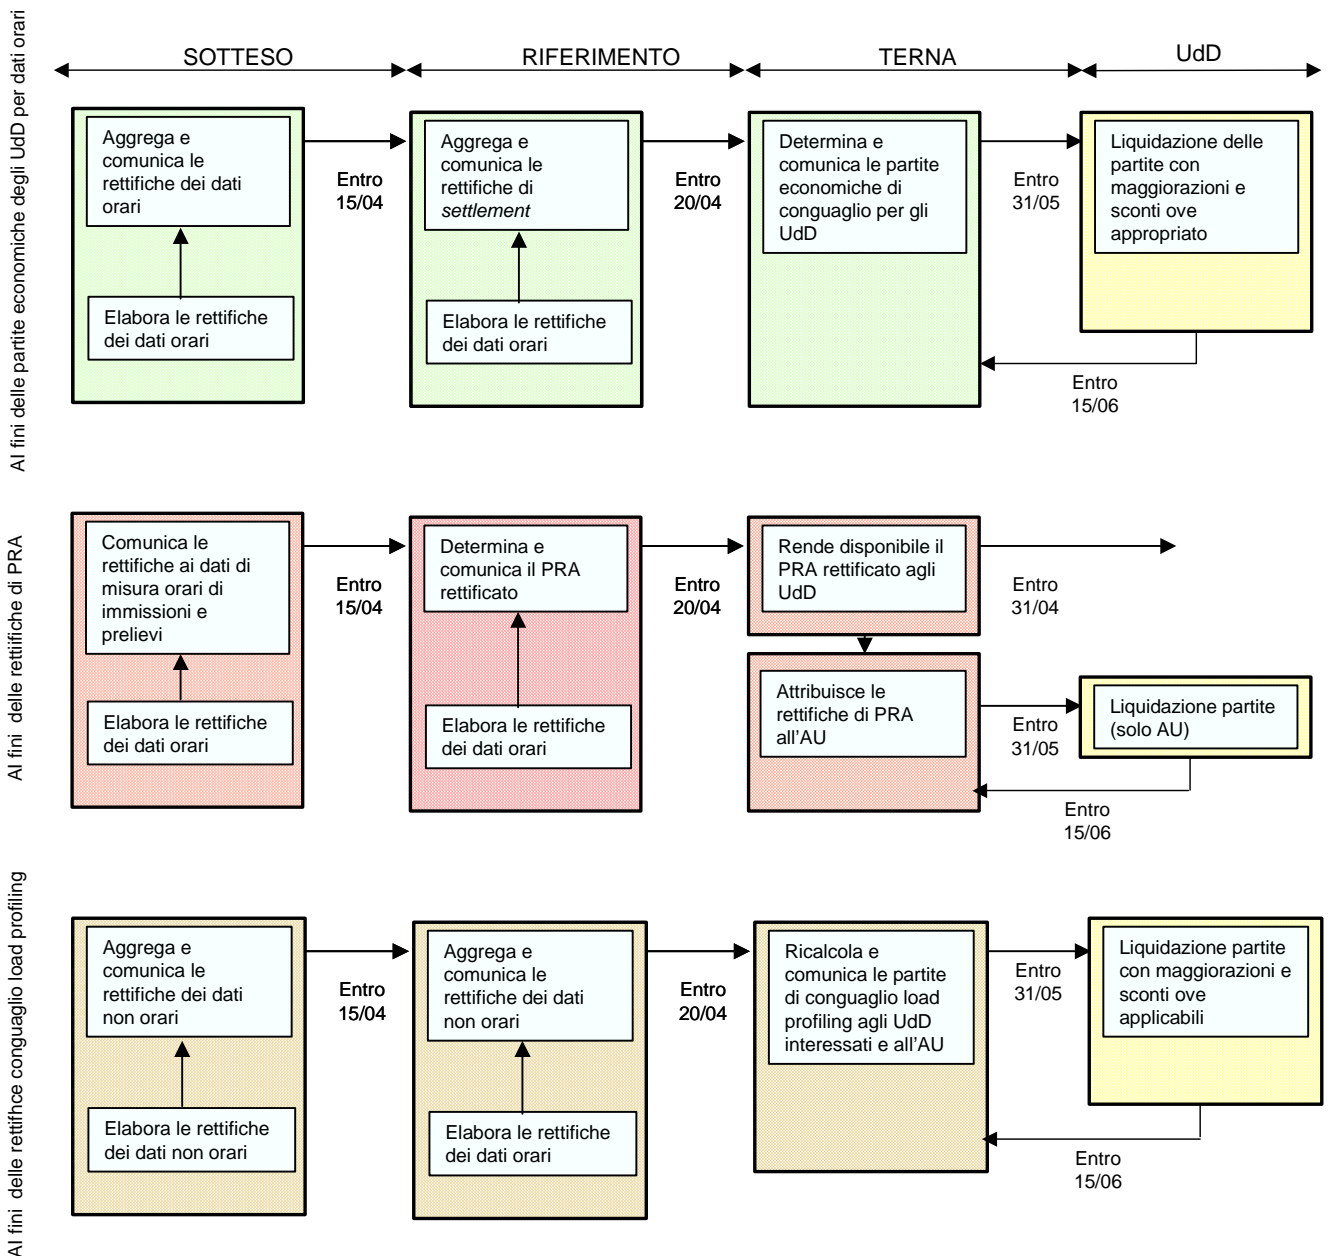 SOTTESO
RIFERIMENTO
TERNA
UdD
AI fini delle partite economiche degli UdD per dati orari
Aggrega e
comunica le
rettifiche dei dati
orari
Elabora le rettifiche
dei dati orari
Entro
15/04
Aggrega e
comunica le
rettifiche di
settlement
Elabora le rettifiche
dei dati orari
Entro
20/04
Determina e
comunica le partite
economiche di
conguaglio per gli
UdD
Entro
31/05
Liquidazione delle
partite con
maggiorazioni e
sconti ove
appropriato
Entro
15/06
AI fini  delle rettiifiche di PRA
Comunica le
rettifiche ai dati di
misura orari di
immissioni e
prelievi
Elabora le rettifiche
dei dati orari
Entro
15/04
Determina e
comunica il PRA
rettificato
Elabora le rettifiche
dei dati orari
Entro
20/04
Rende disponibile il
PRA rettificato agli
UdD
Entro
31/04
Attribuisce le
rettifiche di PRA
all'AU
Entro
31/05
Liquidazione partite
(solo AU)
Entro
15/06
AI fini  delle rettifhce conguaglio load profiling
Aggrega e
comunica le
rettifiche dei dati
non orari
Elabora le rettifiche
dei dati non orari
Entro
15/04
Aggrega e
comunica le
rettifiche dei dati
non orari
Elabora le rettifiche
dei dati orari
Entro
20/04
Ricalcola e
comunica le partite
di conguaglio load
profiling agli UdD
interessati e all'AU
Entro
31/05
Liquidazione partite
con maggiorazioni e
sconti ove
applicabili
Entro
15/06